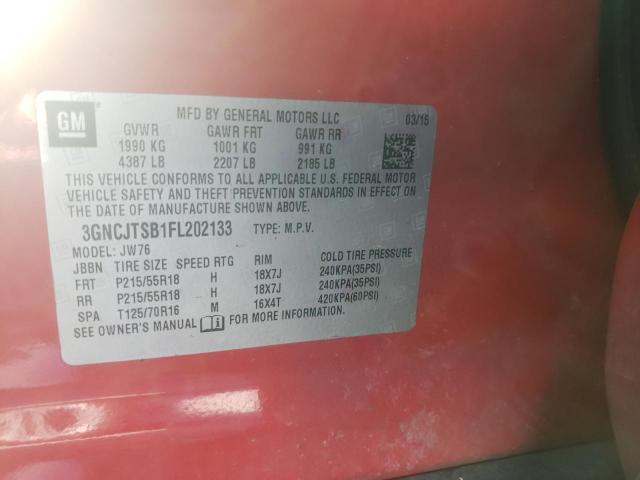 GM
MFD BY GENERAL MOTORS LLC 03/15
GVWR GAWR FRT GAWR RR
1990 KG 1001 KG 991 KG
4387 LB 2207 LB 2185 LB
THIS VEHICLE CONFORMS TO ALL APPLICABLE U.S. FEDERAL MOTOR
VEHICLE SAFETY AND THEFT PREVENTION STANDARDS IN EFFECT ON
THE DATE OF MANUFACTURE SHOWN ABOVE.
3GNCJTSB1FL202133 TYPE: M.P.V.
MODEL: JW76
JBBN TIRE SIZE SPEED RTG RIM COLD TIRE PRESSURE
FRT P215/55R18 H 18X7J 240KPA(35PSI)
RR P215/55R18 H 18X7J 240KPA(35PSI)
SPA T125/70R16 M 16X4T 420KPA(60PSI)
SEE OWNER'S MANUAL FOR MORE INFORMATION.